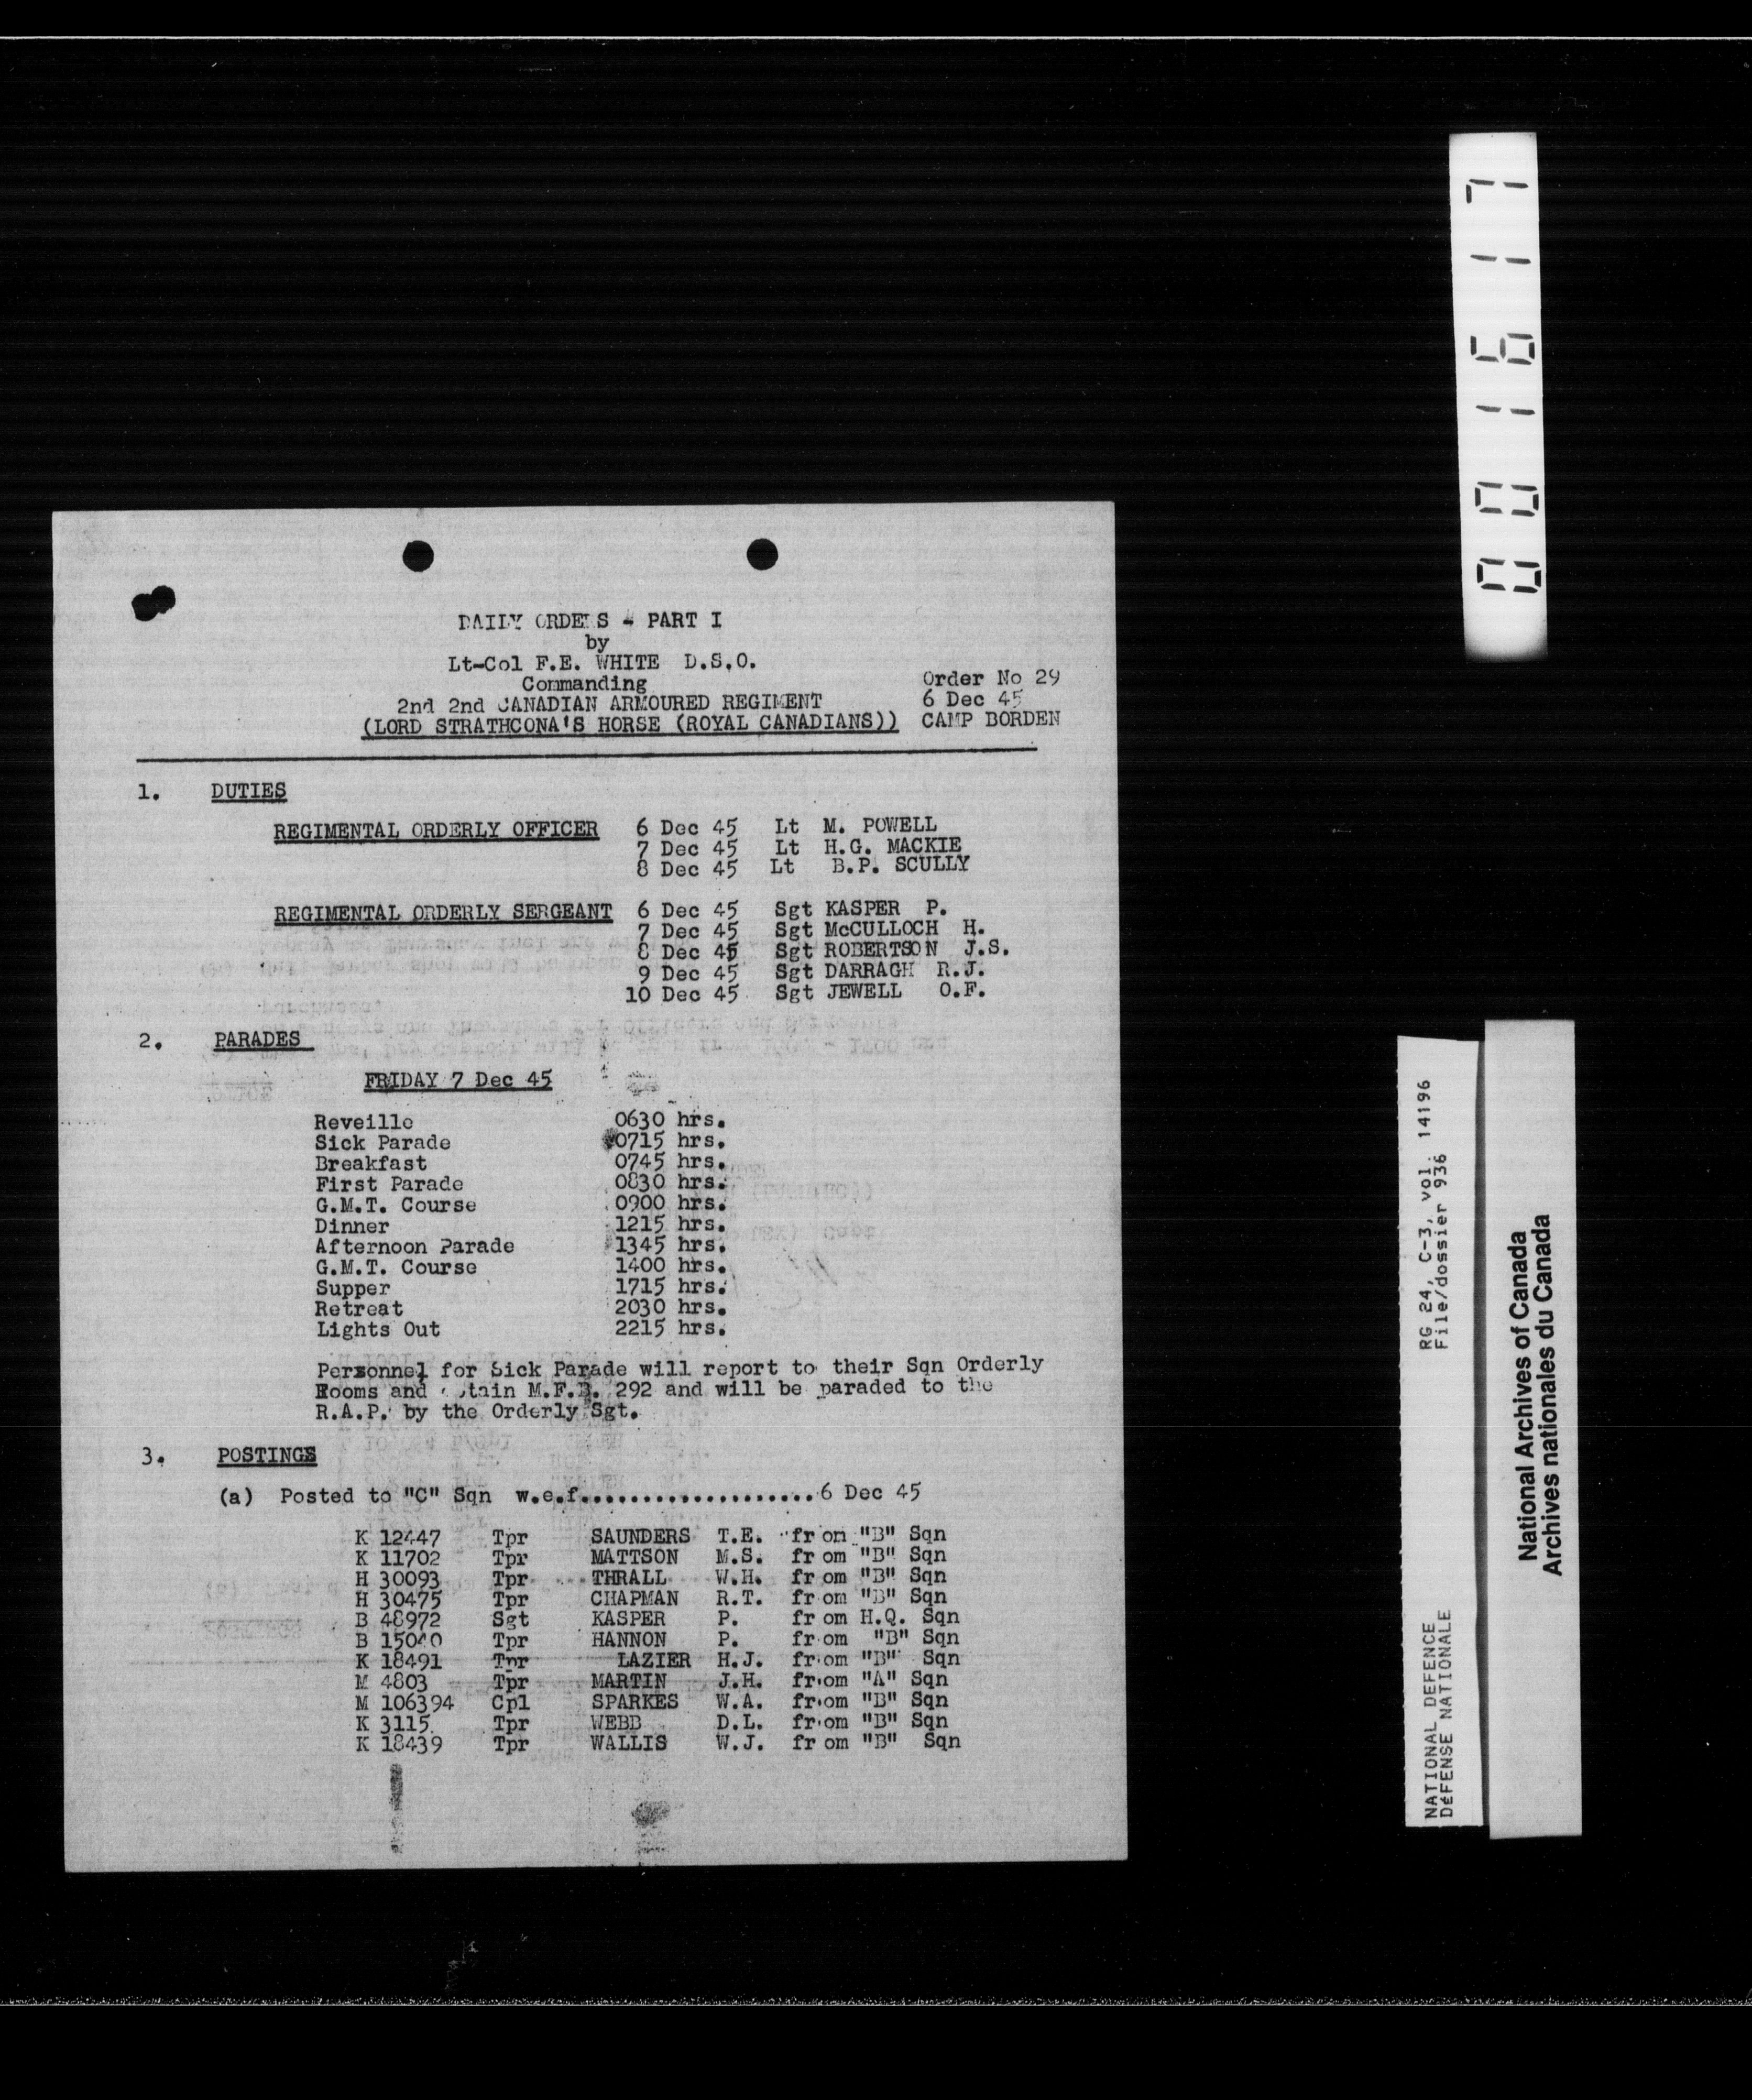 DAILY ORDERS - PART I
by
Lt-Col F.E. WHITE D.S.O.
Commanding
2nd 2nd CANADIAN ARMOURED REGIMENT
(LORD STRATHCONA'S HORSE (ROYAL CANADIANS))
Order No 29
6 Dec 45
CAMP BORDEN
1. DUTIES
REGIMENTAL ORDERLY OFFICER 6 Dec 45 Lt M. POWELL
7 Dec 45 Lt H.G. MACKIE
8 Dec 45 Lt B.P. SCULLY
REGIMENTAL ORDERLY SERGEANT 6 Dec 45 Sgt KASPER P.
7 Dec 45 Sgt McCULLOCH H.
8 Dec 45 Sgt ROBERTSON J.S.
9 Dec 45 Sgt DARRAGH R.J.
10 Dec 45 Sgt JEWELL O.F.
2. PARADES
FRIDAY 7 Dec 45
Reveille 0630 hrs.
Sick Parade 0715 hrs.
Breakfast 0745 hrs.
First Parade 0830 hrs.
G.M.T. Course 0900 hrs.
Dinner 1215 hrs.
Afternoon Parade 1345 hrs.
G.M.T. Course 1400 hrs.
Supper 1715 hrs.
Retreat 2030 hrs.
Lights Out 2215 hrs.
Personnel for Sick Parade will report to their Sqn Orderly
Rooms and tain M.F.B. 292 and will be paraded to the
R.A.P. by the Orderly Sgt.
3. POSTINGS
(a) Posted to "C" Sqn w.e.f.....................6 Dec 45
K 12447 Tpr SAUNDERS T.E. from "B" Sqn
K 11702 Tpr MATTSON M.S. from "B" Sqn
H 30093 Tpr THRALL W.H. from "B" Sqn
H 30475 Tpr CHAPMAN R.T. from "B" Sqn
B 48972 Sgt KASPER P. from H.Q. Sqn
B 15040 Tpr HANNON P. from "B" Sqn
K 18491 Tpr LAZIER H.J. from "B" Sqn
M 4803 Tpr MARTIN J.H. from "A" Sqn
M 106394 Cpl SPARKES W.A. from "B" Sqn
K 3115 Tpr WEBB D.L. from "B" Sqn
K 18439 Tpr WALLIS W.J. from "B" Sqn
001617
NATIONAL DEFENCE RG 24, C-3, vol. 14196
DéFENSE NATIONALE File/dossier 936
National Archives of Canada
Archives nationales du Canada